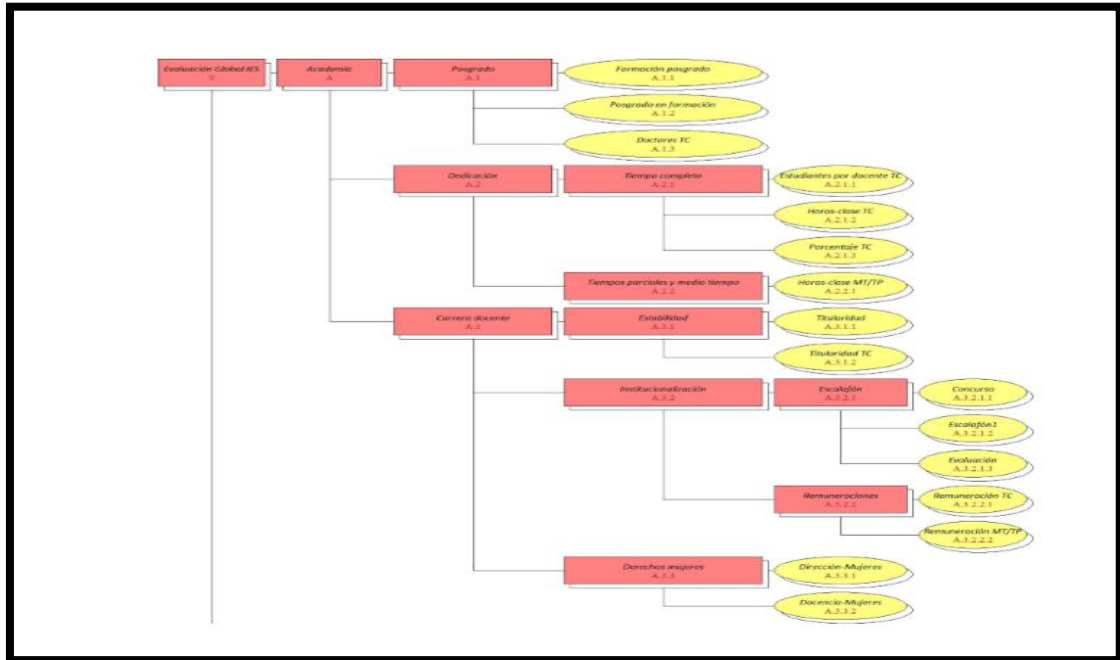 Evaluación Global IES
0
Academia
A
Posgrado
A.1
Formación posgrado
A.1.1
Posgrado en formación
A.1.2
Doctores TC
A.1.3
Dedicación
A.2
Tiempo completo
A.2.1
Estudiantes por docente TC
A.2.1.1
Horas-clase TC
A.2.1.2
Porcentaje TC
A.2.1.3
Tiempos parciales y medio tiempo
A.2.2
Horas-clase MT/TP
A.2.2.1
Carrera docente
A.3
Estabilidad
A.3.1
Titularidad
A.3.1.1
Titularidad TC
A.3.1.2
Institucionalización
A.3.2
Escalafón
A.3.2.1
Concurso
A.3.2.1.1
Escalafón1
A.3.2.1.2
Evaluación
A.3.2.1.3
Remuneraciones
A.3.2.2
Remuneración TC
A.3.2.2.1
Remuneración MT/TP
A.3.2.2.2
Derechos mujeres
A.3.3
Dirección-Mujeres
A.3.3.1
Docencia-Mujeres
A.3.3.2